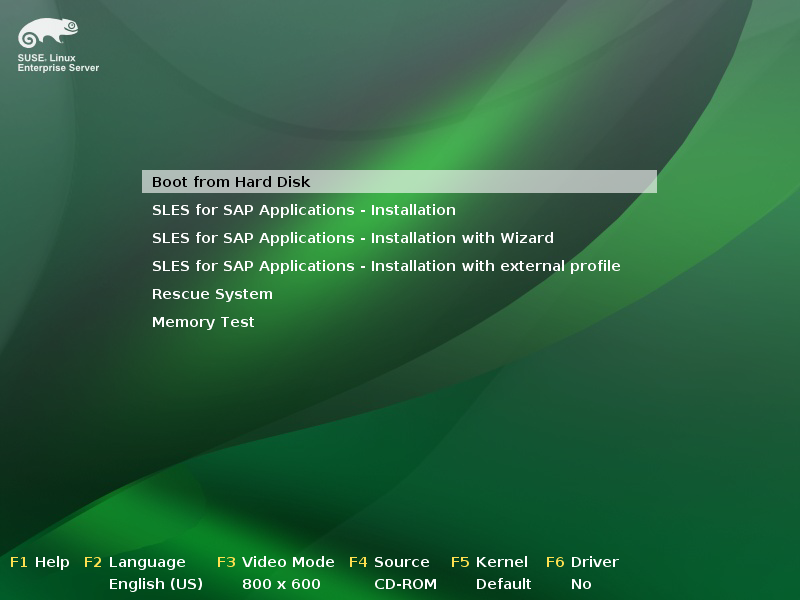 SUSE. Linux
Enterprise Server
Boot from Hard Disk
SLES for SAP Applications - Installation
SLES for SAP Applications - Installation with Wizard
SLES for SAP Applications - Installation with external profile
Rescue System
Memory Test
F1 Help F2 Language F3 Video Mode F4 Source F5 Kernel F6 Driver
English (US) 800 x 600 CD-ROM Default No